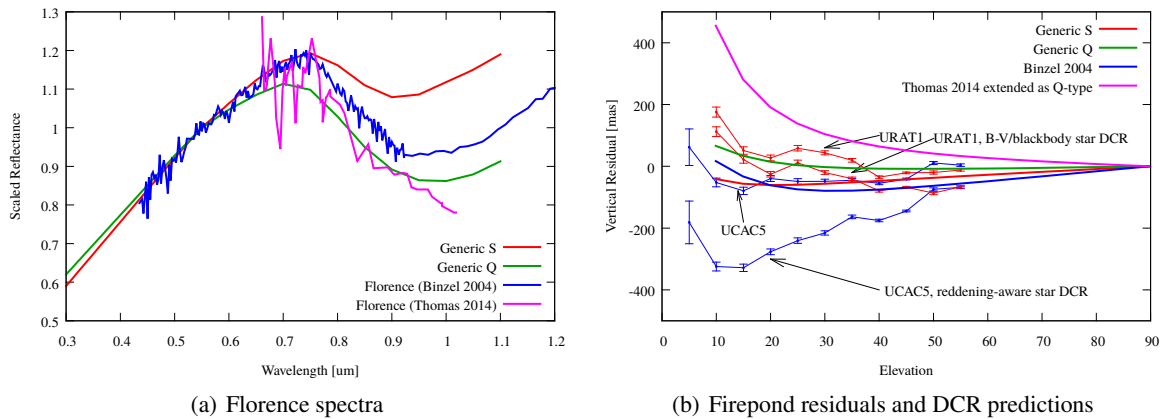 1.3
1.2
1.1
1
0.9
0.8
0.7
0.6
0.5
Scaled Reflectance
0.3 0.4 0.5 0.6 0.7 0.8 0.9 1 1.1 1.2
Wavelength [um]
Generic S
Generic Q
Florence (Binzel 2004)
Florence (Thomas 2014)
(a) Florence spectra
400
200
0
-200
-400
Vertical Residual [mas]
0 10 20 30 40 50 60 70 80 90
Elevation
Generic S
Generic Q
Binzel 2004
Thomas 2014 extended as Q-type
URAT1
URAT1, B-V/blackbody star DCR
UCAC5
UCAC5, reddening-aware star DCR
(b) Firepond residuals and DCR predictions